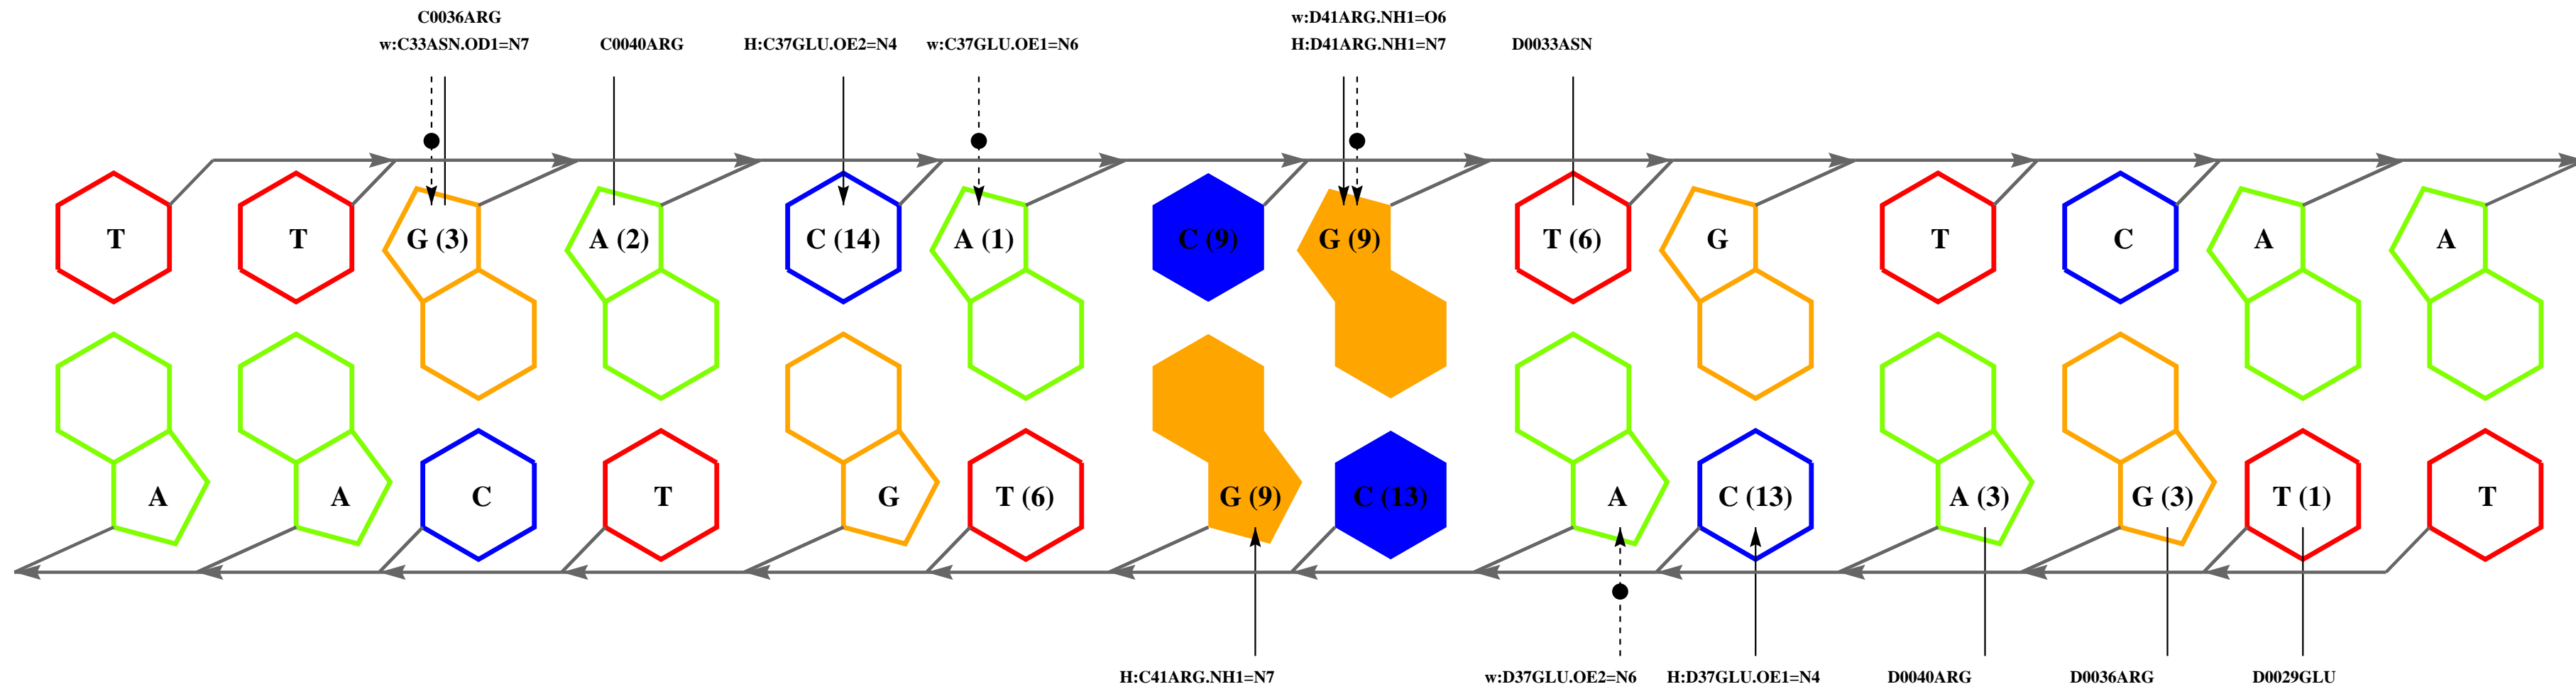 C0036ARG
w:D41ARG.NH1=O6
w:C33ASN.OD1=N7
C0040ARG
H:C37GLU.OE2=N4
w:C37GLU.OE1=N6
H:D41ARG.NH1=N7
D0033ASN
T
T
G (3)
A (2)
C (14)
A (1)
C (9)
G (9)
T (6)
G
T
C
A
A
A
A
C
T
G
T (6)
G (9)
C (13)
A
C (13)
A (3)
G (3)
T (1)
T
H:C41ARG.NH1=N7
w:D37GLU.OE2=N6
H:D37GLU.OE1=N4
D0040ARG
D0036ARG
D0029GLU